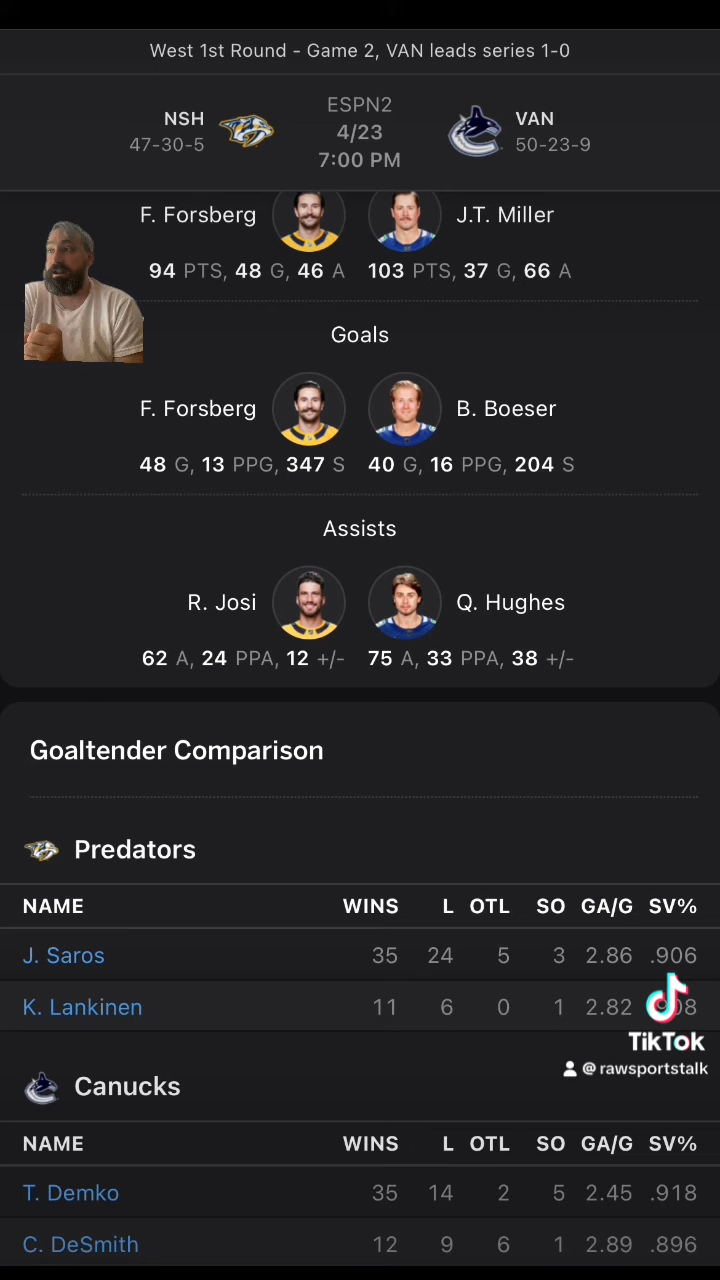 West 1st Round - Game 2, VAN leads series 1-0
NSH
47-30-5
ESPN2
4/23
7:00 PM
VAN
50-23-9
F. Forsberg
J.T. Miller
94 PTS, 48 G, 46 A
103 PTS, 37 G, 66 A
Goals
F. Forsberg
B. Boeser
48 G, 13 PPG, 347 S
40 G, 16 PPG, 204 S
Assists
R. Josi
Q. Hughes
62 A, 24 PPA, 12 +/-
75 A, 33 PPA, 38 +/-
Goaltender Comparison
Predators
NAME WINS L OTL SO GA/G SV%
J. Saros 35 24 5 3 2.86 .906
K. Lankinen 11 6 0 1 2.82
TikTok
@rawsportstalk
Canucks
NAME WINS L OTL SO GA/G SV%
T. Demko 35 14 2 5 2.45 .918
C. DeSmith 12 9 6 1 2.89 .896